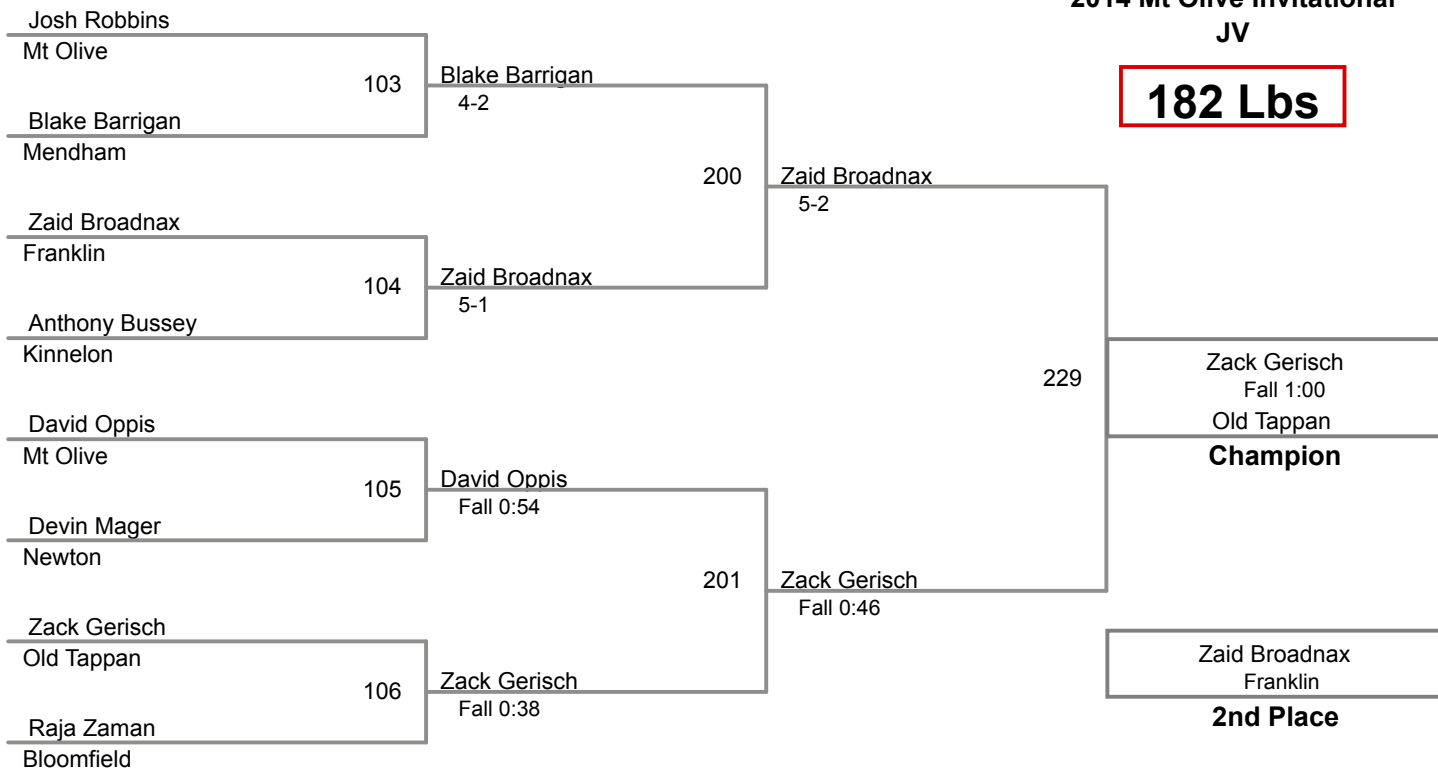 2014 Mt Olive Invitational
JV
182 Lbs
Josh Robbins
Mt Olive
103
Blake Barrigan
4-2
Blake Barrigan
Mendham
200
Zaid Broadnax
5-2
Zaid Broadnax
Franklin
104
Zaid Broadnax
5-1
Anthony Bussey
Kinnelon
229
Zack Gerisch
Fall 1:00
Old Tappan
Champion
David Oppis
Mt Olive
105
David Oppis
Fall 0:54
Devin Mager
Newton
201
Zack Gerisch
Fall 0:46
Zack Gerisch
Old Tappan
106
Zack Gerisch
Fall 0:38
Raja Zaman
Bloomfield
Zaid Broadnax
Franklin
2nd Place